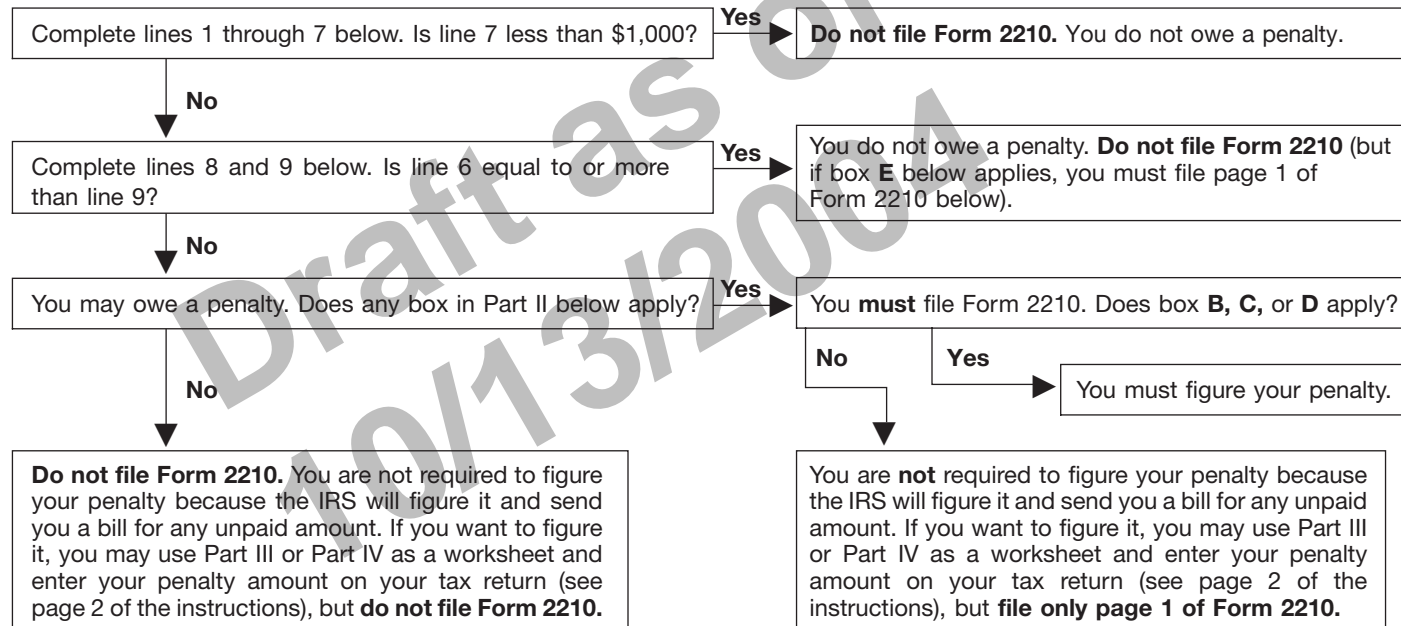 Complete lines 1 through 7 below. Is line 7 less than $1,000?
Yes
Do not file Form 2210. You do not owe a penalty.
No
Complete lines 8 and 9 below. Is line 6 equal to or more
than line 9?
Yes
You do not owe a penalty. Do not file Form 2210 (but
if box E below applies, you must file page 1 of
Form 2210 below).
No
You may owe a penalty. Does any box in Part II below apply?
Yes
You must file Form 2210. Does box B, C, or D apply?
No
Yes
You must figure your penalty.
No
Do not file Form 2210. You are not required to figure
your penalty because the IRS will figure it and send
you a bill for any unpaid amount. If you want to figure
it, you may use Part III or Part IV as a worksheet and
enter your penalty amount on your tax return (see
page 2 of the instructions), but do not file Form 2210.
You are not required to figure your penalty because
the IRS will figure it and send you a bill for any unpaid
amount. If you want to figure it, you may use Part III
or Part IV as a worksheet and enter your penalty
amount on your tax return (see page 2 of the
instructions), but file only page 1 of Form 2210.
Draft as of
10/13/2004